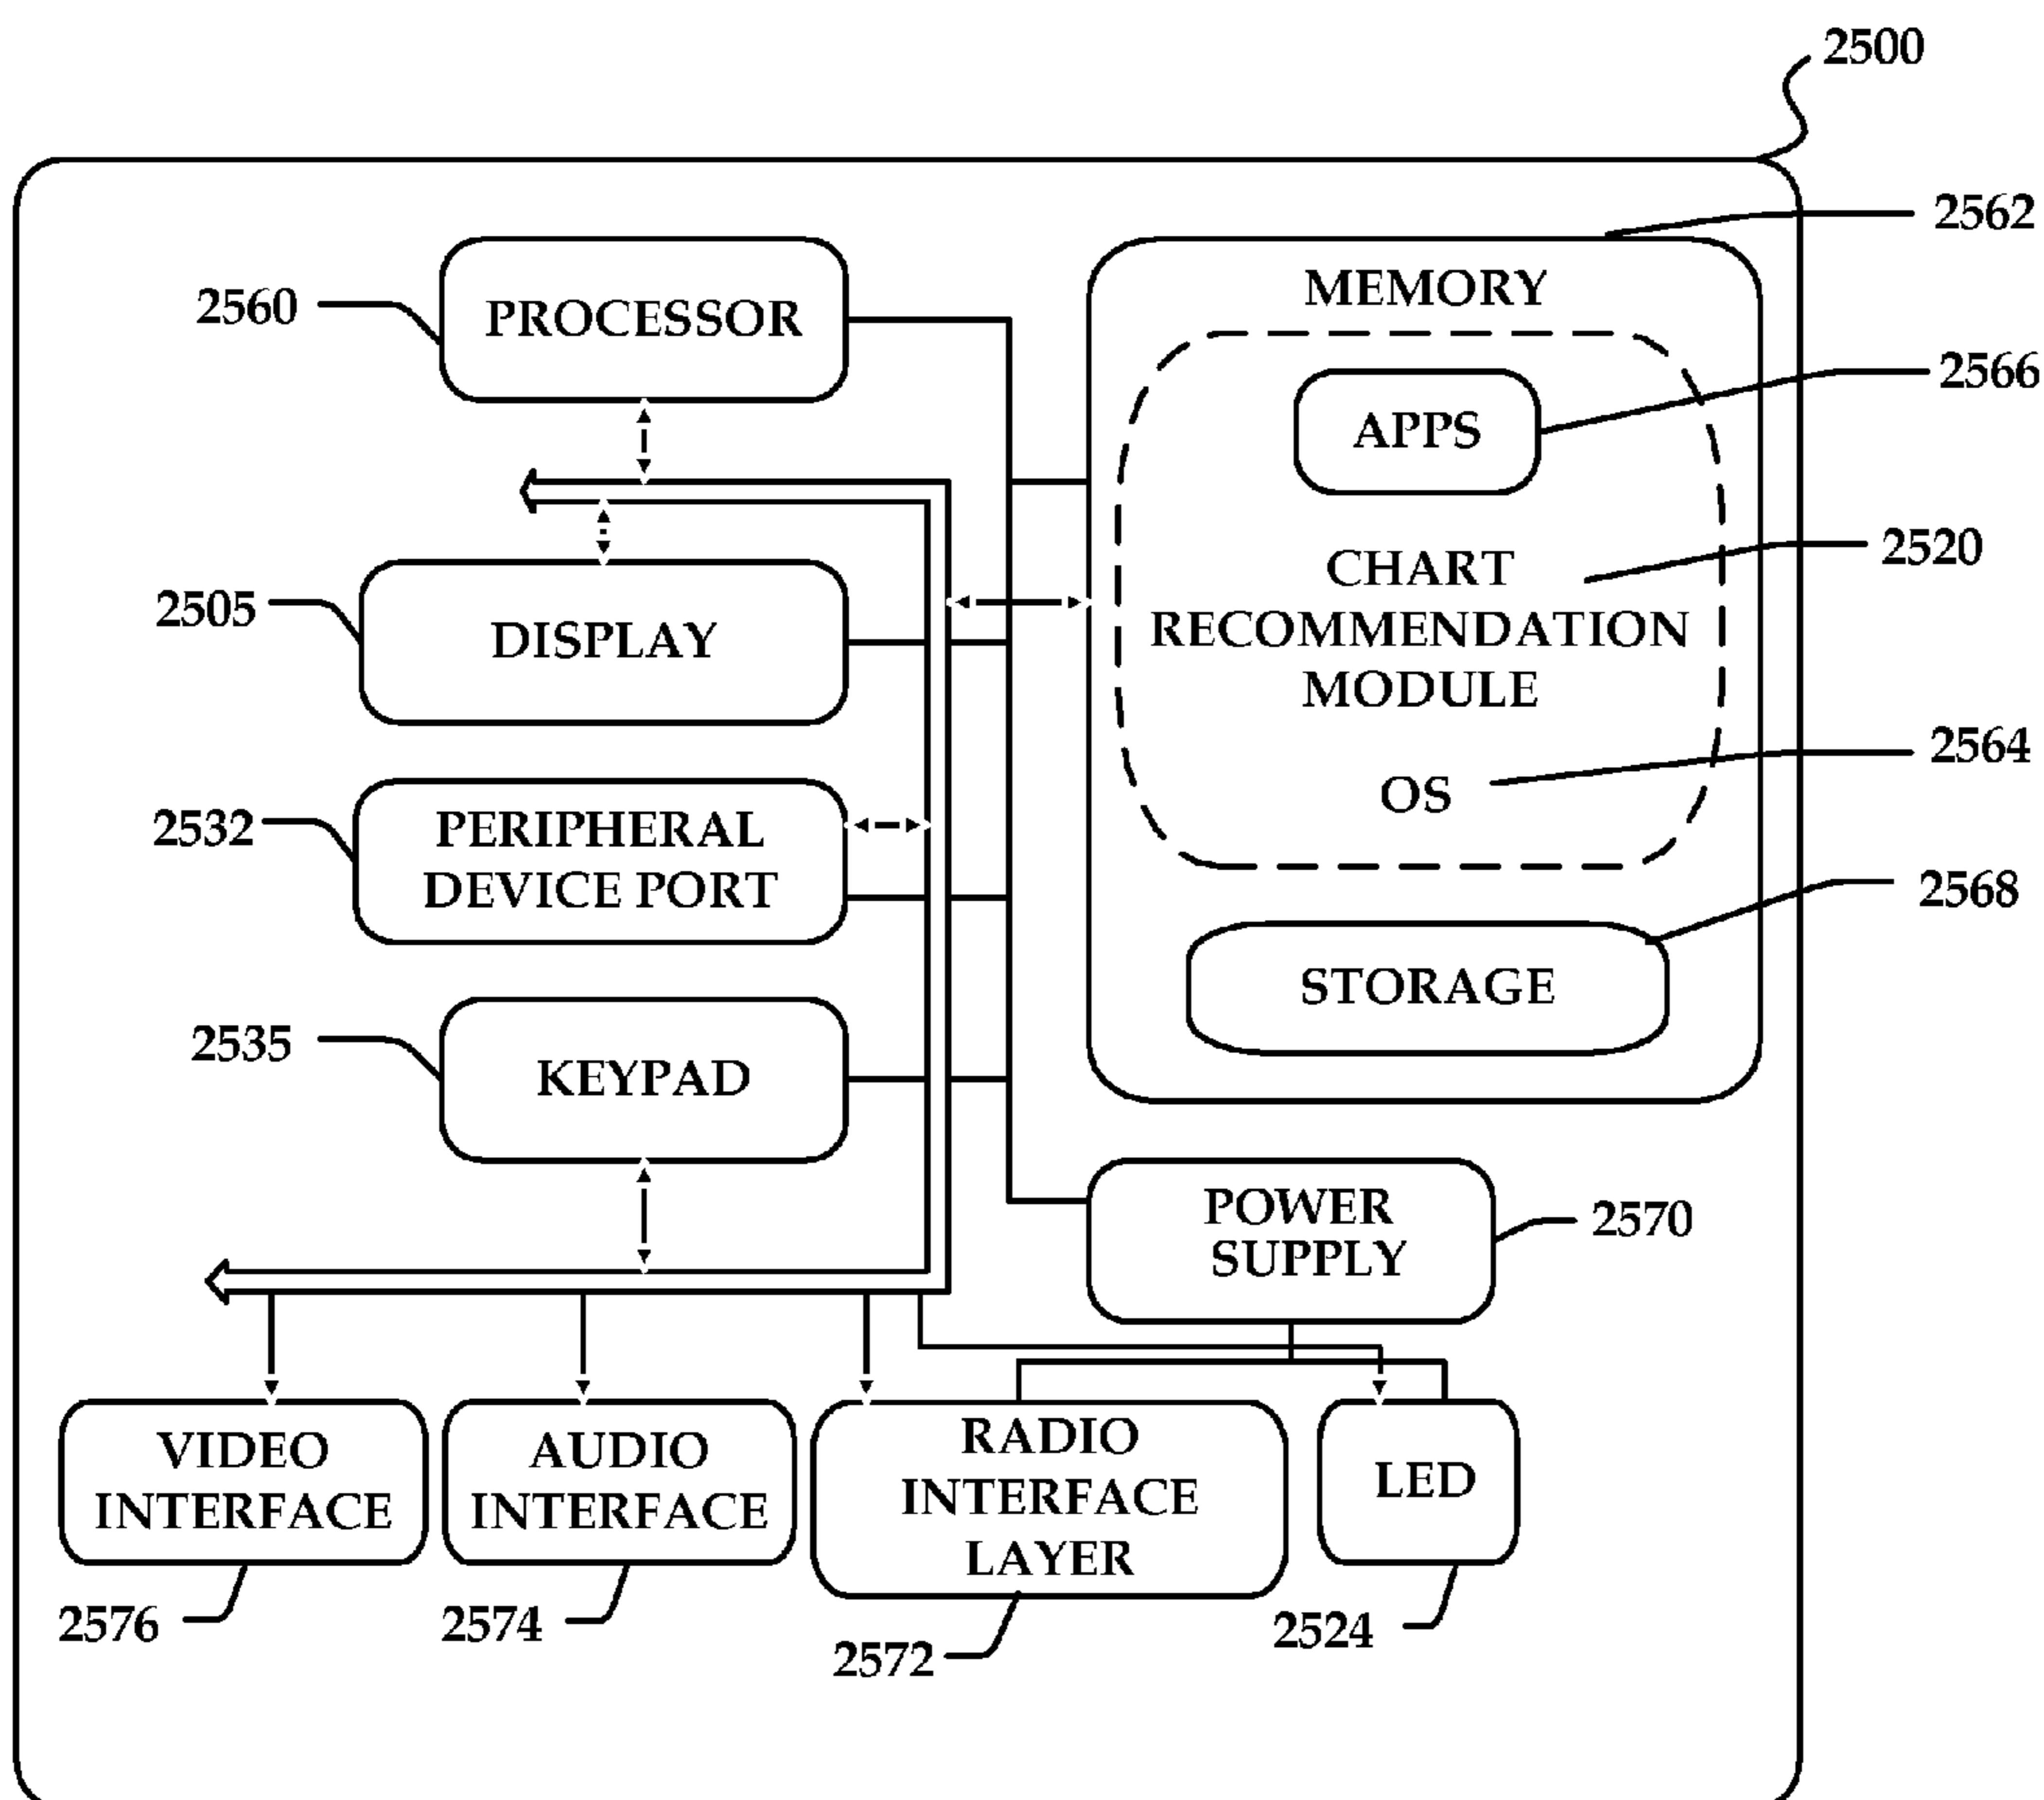 2500
2562
MEMORY
2560
PROCESSOR
2566
APPS
2520
CHART
RECOMMENDATION
MODULE
2505
DISPLAY
2564
OS
2532
PERIPHERAL
DEVICE PORT
2568
STORAGE
2535
KEYPAD
POWER
SUPPLY
2570
VIDEO
INTERFACE
AUDIO
INTERFACE
RADIO
INTERFACE
LAYER
LED
2576
2574
2572
2524